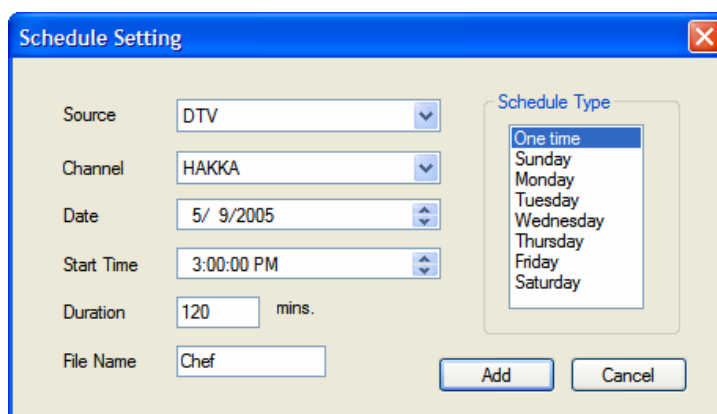 Schedule Setting
Source DTV
Channel HAKKA
Date 5/ 9/2005
Start Time 3:00:00 PM
Duration 120 mins.
File Name Chef
Schedule Type
One time
Sunday
Monday
Tuesday
Wednesday
Thursday
Friday
Saturday
Add Cancel